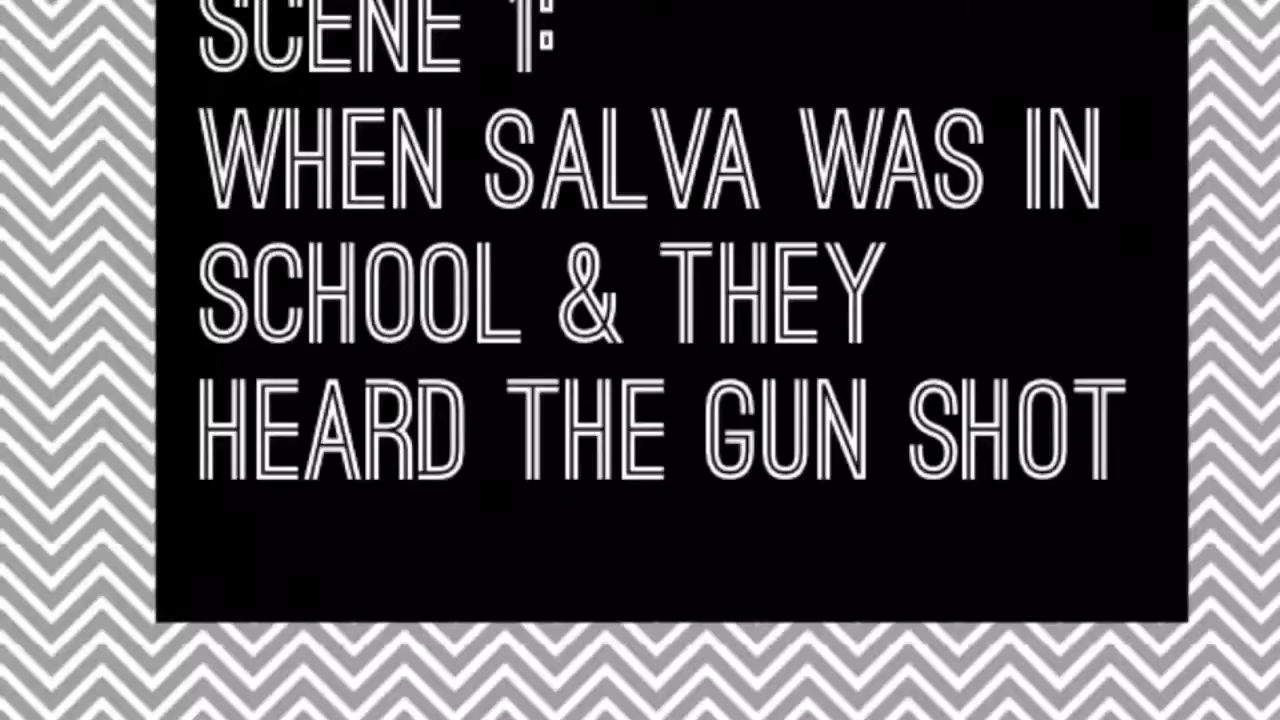 SCENE 1:
WHEN SALVA WAS IN
SCHOOL & THEY
HEARD THE GUN SHOT